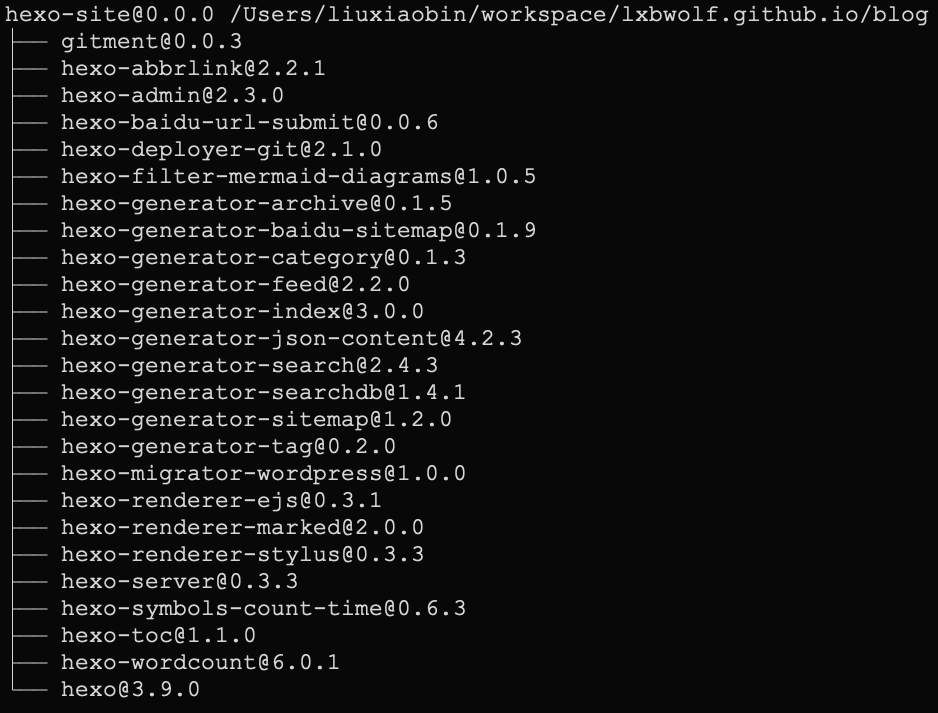 hexo-site@0.0.0 /Users/liuxiaobin/workspace/lxbwolf.github.io/blog
├── gitment@0.0.3
├── hexo-abbrlink@2.2.1
├── hexo-admin@2.3.0
├── hexo-baidu-url-submit@0.0.6
├── hexo-deployer-git@2.1.0
├── hexo-filter-mermaid-diagrams@1.0.5
├── hexo-generator-archive@0.1.5
├── hexo-generator-baidu-sitemap@0.1.9
├── hexo-generator-category@0.1.3
├── hexo-generator-feed@2.2.0
├── hexo-generator-index@3.0.0
├── hexo-generator-json-content@4.2.3
├── hexo-generator-search@2.4.3
├── hexo-generator-searchdb@1.4.1
├── hexo-generator-sitemap@1.2.0
├── hexo-generator-tag@0.2.0
├── hexo-migrator-wordpress@1.0.0
├── hexo-renderer-ejs@0.3.1
├── hexo-renderer-marked@2.0.0
├── hexo-renderer-stylus@0.3.3
├── hexo-server@0.3.3
├── hexo-symbols-count-time@0.6.3
├── hexo-toc@1.1.0
├── hexo-wordcount@6.0.1
└── hexo@3.9.0